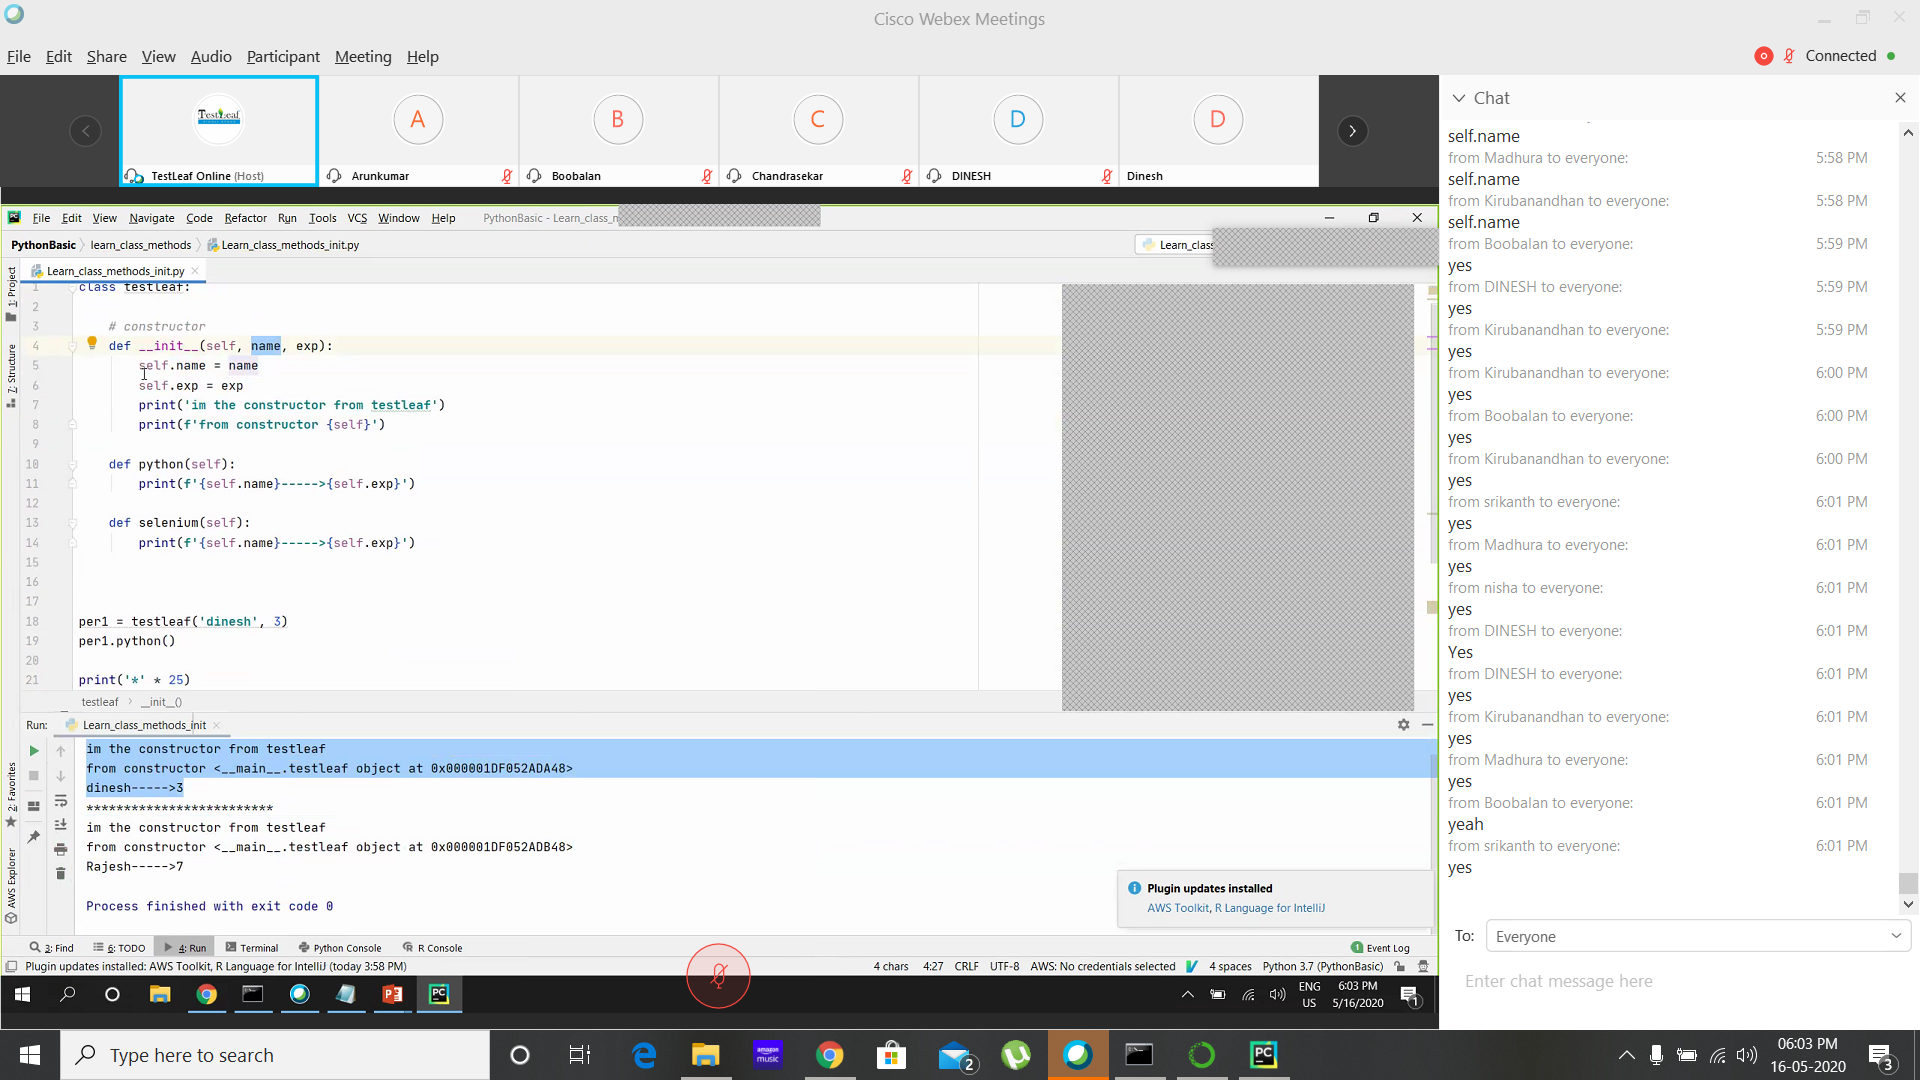 Cisco Webex Meetings
File Edit Share View Audio Participant Meeting Help
Connected
TestLeaf
TestLeaf Online (Host)
A
Arunkumar
B
Boobalan
C
Chandrasekar
D
DINESH
D
Dinesh
File Edit View Navigate Code Refactor Run Tools VCS Window Help PythonBasic - Learn_class_m
PythonBasic learn_class_methods Learn_class_methods_init.py
Learn_class
Learn_class_methods_init.py
1: Project
7: Structure
2: Favorites
AWS Explorer
1 class testleaf:
2
3 # constructor
4 def __init__(self, name, exp):
5 self.name = name
6 self.exp = exp
7 print('im the constructor from testleaf')
8 print(f'from constructor {self}')
9
10 def python(self):
11 print(f'{self.name}----->{self.exp}')
12
13 def selenium(self):
14 print(f'{self.name}----->{self.exp}')
15
16
17
18 per1 = testleaf('dinesh', 3)
19 per1.python()
20
21 print('*' * 25)
testleaf __init__()
Run: Learn_class_methods_init
im the constructor from testleaf
from constructor <__main__.testleaf object at 0x000001DF052ADA48>
dinesh----->3
*************************
im the constructor from testleaf
from constructor <__main__.testleaf object at 0x000001DF052ADB48>
Rajesh----->7
Process finished with exit code 0
Plugin updates installed
AWS Toolkit, R Language for IntelliJ
3: Find 6: TODO 4: Run Terminal Python Console R Console
1 Event Log
Plugin updates installed: AWS Toolkit, R Language for IntelliJ (today 3:58 PM)
4 chars 4:27 CRLF UTF-8 AWS: No credentials selected 4 spaces Python 3.7 (PythonBasic)
ENG
US
6:03 PM
5/16/2020
1
Chat
self.name
from Madhura to everyone: 5:58 PM
self.name
from Kirubanandhan to everyone: 5:58 PM
self.name
from Boobalan to everyone: 5:59 PM
yes
from DINESH to everyone: 5:59 PM
yes
from Kirubanandhan to everyone: 5:59 PM
yes
from Kirubanandhan to everyone: 6:00 PM
yes
from Boobalan to everyone: 6:00 PM
yes
from Kirubanandhan to everyone: 6:00 PM
yes
from srikanth to everyone: 6:01 PM
yes
from Madhura to everyone: 6:01 PM
yes
from nisha to everyone: 6:01 PM
yes
from DINESH to everyone: 6:01 PM
Yes
from DINESH to everyone: 6:01 PM
yes
from Kirubanandhan to everyone: 6:01 PM
yes
from Madhura to everyone: 6:01 PM
yes
from Boobalan to everyone: 6:01 PM
yeah
from srikanth to everyone: 6:01 PM
yes
To: Everyone
Enter chat message here
Type here to search
amazon
music
2
PC
06:03 PM
16-05-2020
3